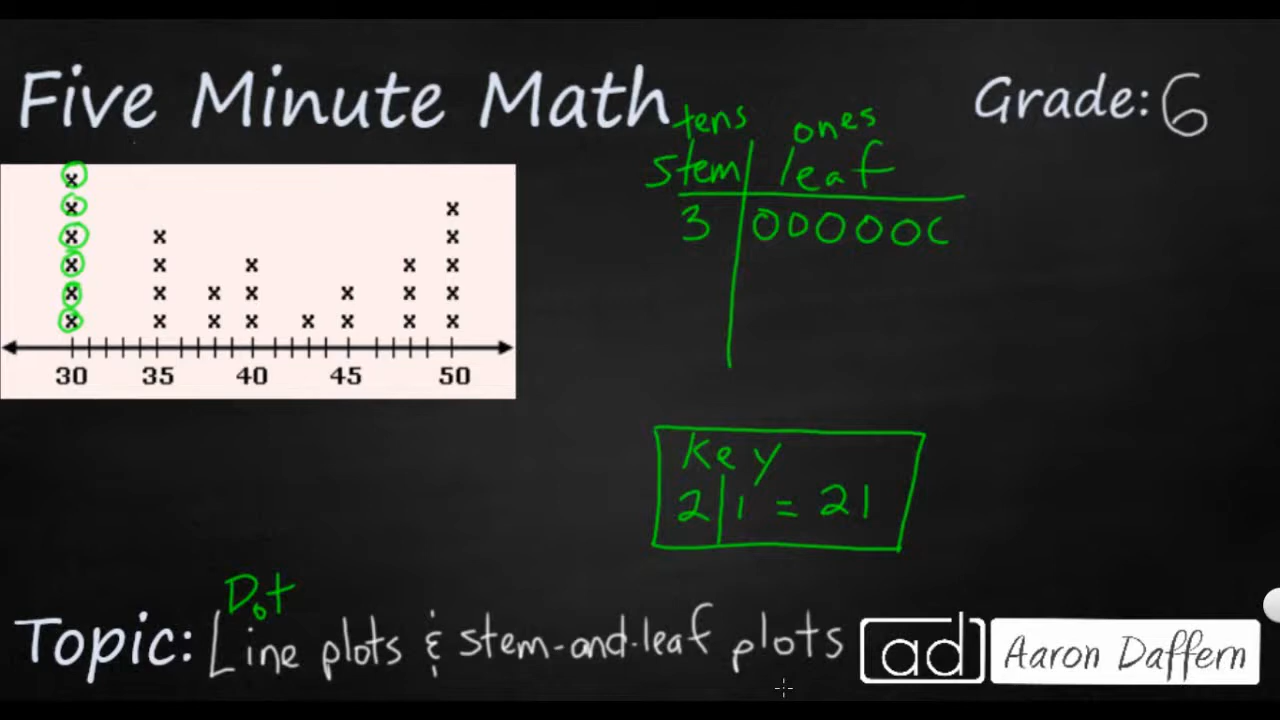 Five Minute Math
Grade: 6
tens ones
stem leaf
3 00000
30 35 40 45 50
Key
2|1 = 21
Dot
Topic: Line plots & stem-and-leaf plots
ad Aaron Daffern